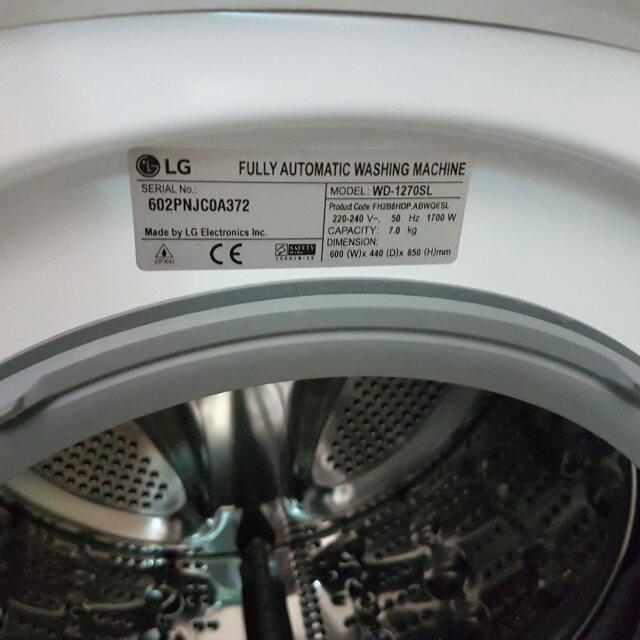 LG FULLY AUTOMATIC WASHING MACHINE
SERIAL No.:
602PNJC0A372
Made by LG Electronics Inc.
CE
SAFETY
MODEL: WD-1270SL
Product Code: FH2B8HDP.ABWQESL
220-240 V~, 50 Hz 1700 W
CAPACITY: 7.0 kg
DIMENSION:
600 (W)x 440 (D)x 850 (H)mm